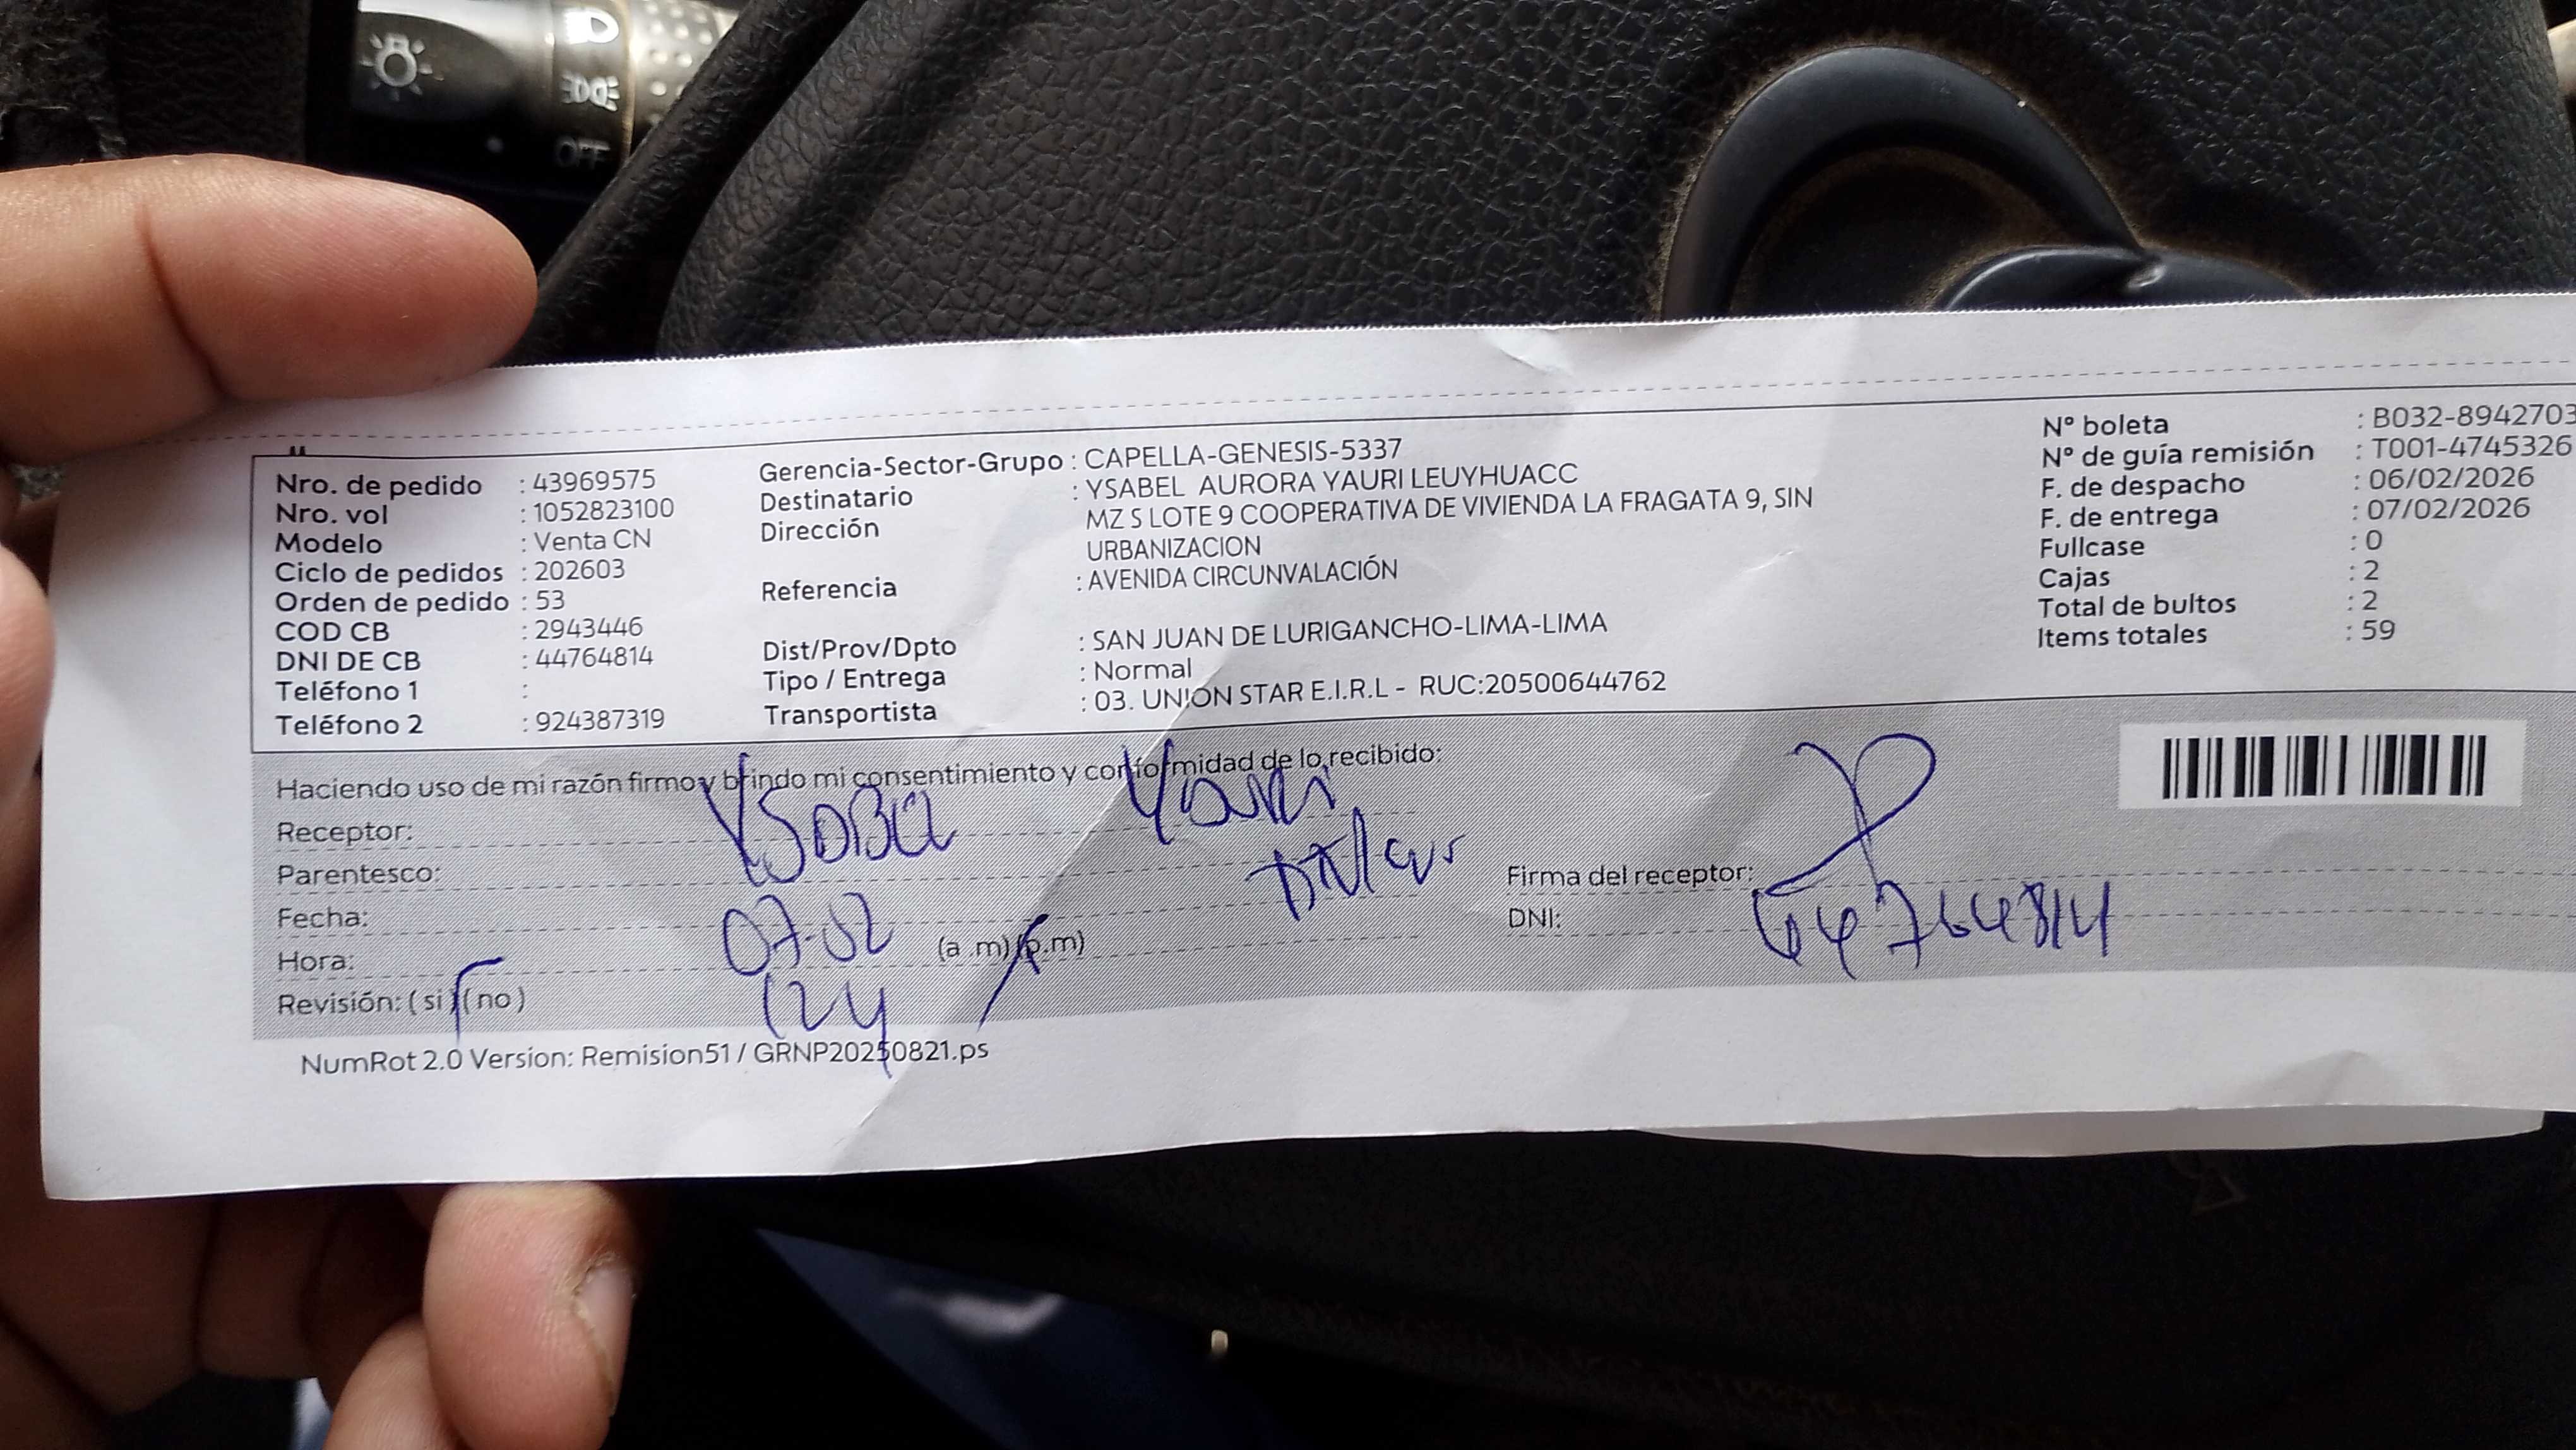 OFF
Nro. de pedido : 43969575
Nro. vol : 1052823100
Modelo : Venta CN
Ciclo de pedidos : 202603
Orden de pedido : 53
COD CB : 2943446
DNI DE CB : 44764814
Teléfono 1 :
Teléfono 2 : 924387319
Gerencia-Sector-Grupo : CAPELLA-GENESIS-5337
Destinatario : YSABEL AURORA YAURI LEUYHUACC
Dirección MZ S LOTE 9 COOPERATIVA DE VIVIENDA LA FRAGATA 9, SIN
URBANIZACION
Referencia : AVENIDA CIRCUNVALACIÓN
Dist/Prov/Dpto : SAN JUAN DE LURIGANCHO-LIMA-LIMA
Tipo / Entrega : Normal
Transportista : 03. UNION STAR E.I.R.L - RUC:20500644762
N° boleta : B032-8942703
N° de guía remisión : T001-4745326
F. de despacho : 06/02/2026
F. de entrega : 07/02/2026
Fullcase : 0
Cajas : 2
Total de bultos : 2
Items totales : 59
Haciendo uso de mi razón firmo y brindo mi consentimiento y conformidad de lo recibido:
Receptor: YSABEL Yauri
Parentesco:
Firma del receptor:
Fecha: 07-02
DNI: 44764814
Hora: 124 (a .m) (p.m)
Revisión: ( si ) ( no )
NumRot 2.0 Version: Remision51 / GRNP20250821.ps